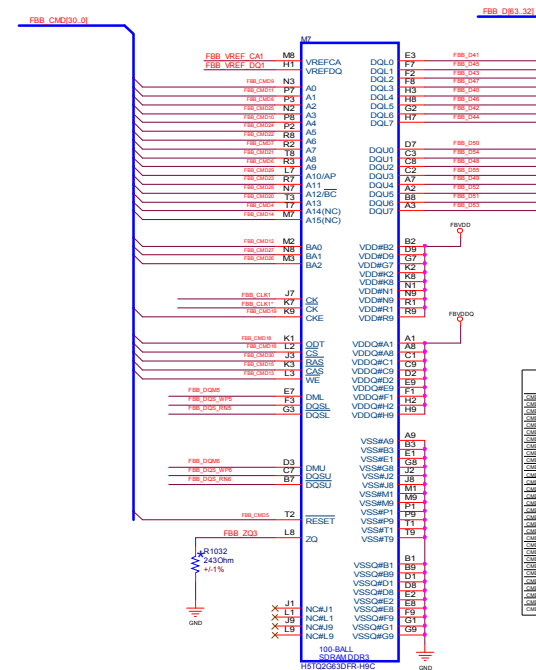 FBB_CMD[30..0]
FBB_D[63..32]
M7
FBB_VREF_CA1 M8 VREFCA
FBB_VREF_DQ1 H1 VREFDQ
FBB_CMD9 N3 A0
P7 A1
P3 A2
N2 A3
P8 A4
P2 A5
R8 A6
FBB_CMD7 R2 A7
FBB_CMD21 T8 A8
FBB_CMD6 R3 A9
FBB_CMD29 L7 A10/AP
FBB_CMD23 R7 A11
FBB_CMD28 N7 A12/BC
FBB_CMD20 T3 A13
FBB_CMD4 T7 A14(NC)
FBB_CMD14 M7 A15(NC)
FBB_CMD12 M2 BA0
FBB_CMD27 N8 BA1
FBB_CMD26 M3 BA2
FBB_CLK1 J7 CK
FBB_CLK1* K7 CK
FBB_CMD19 K9 CKE
FBB_CMD18 K1 ODT
FBB_CMD16 L2 CS
FBB_CMD30 J3 RAS
FBB_CMD15 K3 CAS
FBB_CMD13 L3 WE
FBB_DQM5 E7 DML
FBB_DQS_WP5 F3 DQSL
FBB_DQS_RN5 G3 DQSL
FBB_DQM6 D3 DMU
FBB_DQS_WP6 C7 DQSU
FBB_DQS_RN6 B7 DQSU
FBB_CMD5 T2 RESET
FBB_ZQ3 L8 ZQ
R1032
243Ohm
+/-1%
GND
J1 NC#J1
L1 NC#L1
J9 NC#J9
L9 NC#L9
DQL0 E3 FBB_D41
DQL1 F7 FBB_D45
DQL2 F2 FBB_D43
DQL3 F8 FBB_D47
DQL4 H3 FBB_D40
DQL5 H8 FBB_D46
DQL6 G2 FBB_D42
DQL7 H7 FBB_D44
DQU0 D7 FBB_D50
DQU1 C3 FBB_D54
DQU2 C8 FBB_D48
DQU3 C2 FBB_D55
DQU4 A7 FBB_D49
DQU5 A2 FBB_D52
DQU6 B8 FBB_D51
DQU7 A3 FBB_D53
FBVDD
VDD#B2 B2
VDD#D9 D9
VDD#G7 G7
VDD#K2 K2
VDD#K8 K8
VDD#N1 N1
VDD#N9 N9
VDD#R1 R1
VDD#R9 R9
FBVDDQ
VDDQ#A1 A1
VDDQ#A8 A8
VDDQ#C1 C1
VDDQ#C9 C9
VDDQ#D2 D2
VDDQ#E9 E9
VDDQ#F1 F1
VDDQ#H2 H2
VDDQ#H9 H9
VSS#A9 A9
VSS#B3 B3
VSS#E1 E1
VSS#G8 G8
VSS#J2 J2
VSS#J8 J8
VSS#M1 M1
VSS#M9 M9
VSS#P1 P1
VSS#P9 P9
VSS#T1 T1
VSS#T9 T9
VSSQ#B1 B1
VSSQ#B9 B9
VSSQ#D1 D1
VSSQ#D8 D8
VSSQ#E2 E2
VSSQ#E8 E8
VSSQ#F9 F9
VSSQ#G1 G1
VSSQ#G9 G9
GND
100-BALL
SDRAM DDR3
H5TQ2G63DFR-H9C